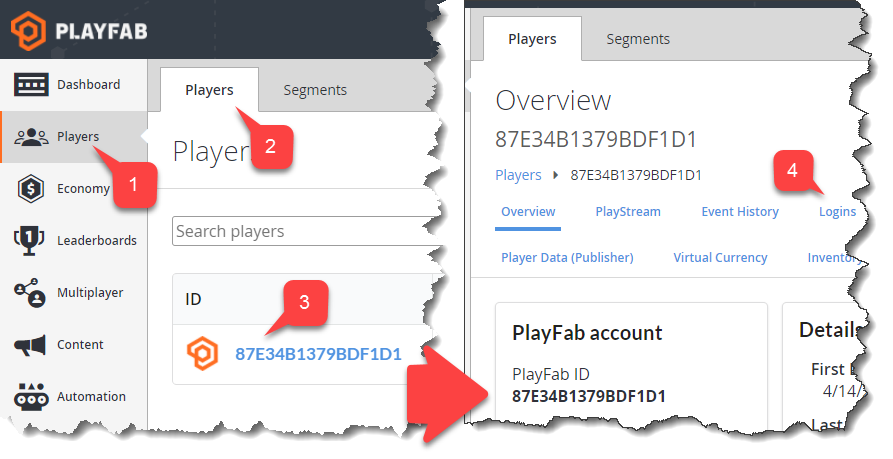 PLAYFAB
Dashboard
Players
1
Economy
Leaderboards
Multiplayer
Content
Automation
Players
Segments
2
Player
Search players
ID
3
87E34B1379BDF1D1
Players
Segments
Overview
87E34B1379BDF1D1
Players
87E34B1379BDF1D1
4
Overview
PlayStream
Event History
Logins
Player Data (Publisher)
Virtual Currency
Inventory
PlayFab account
PlayFab ID
87E34B1379BDF1D1
Details
First
4/14/
Last